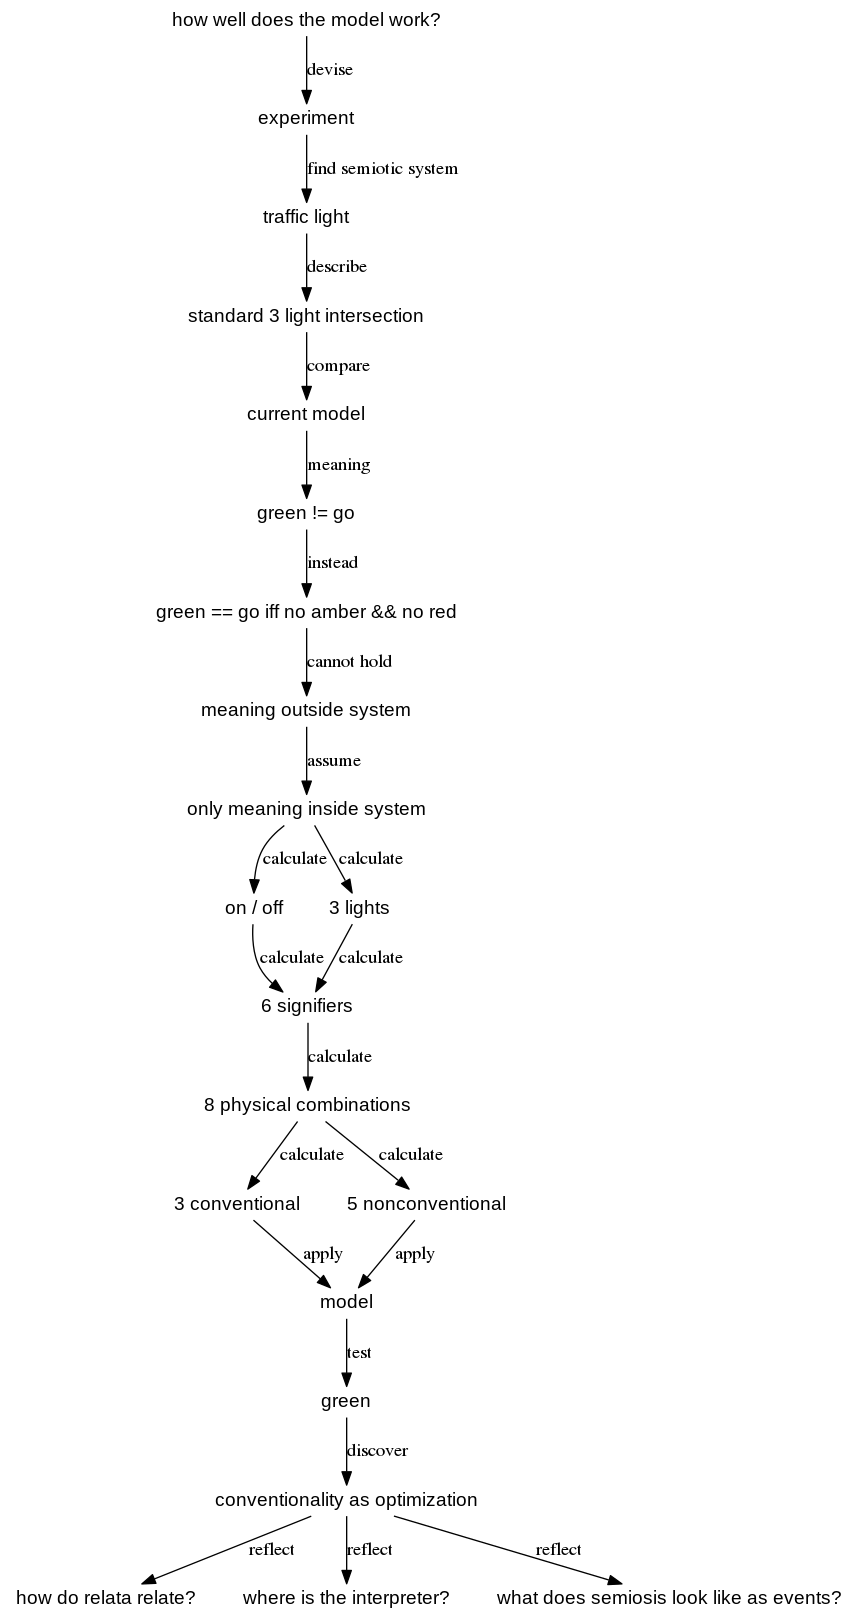 how well does the model work?
devise
experiment
find semiotic system
traffic light
describe
standard 3 light intersection
compare
current model
meaning
green != go
instead
green == go iff no amber && no red
cannot hold
meaning outside system
assume
only meaning inside system
calculate calculate
on / off 3 lights
calculate calculate
6 signifiers
calculate
8 physical combinations
calculate calculate
3 conventional 5 nonconventional
apply apply
model
test
green
discover
conventionality as optimization
reflect reflect reflect
how do relata relate? where is the interpreter? what does semiosis look like as events?